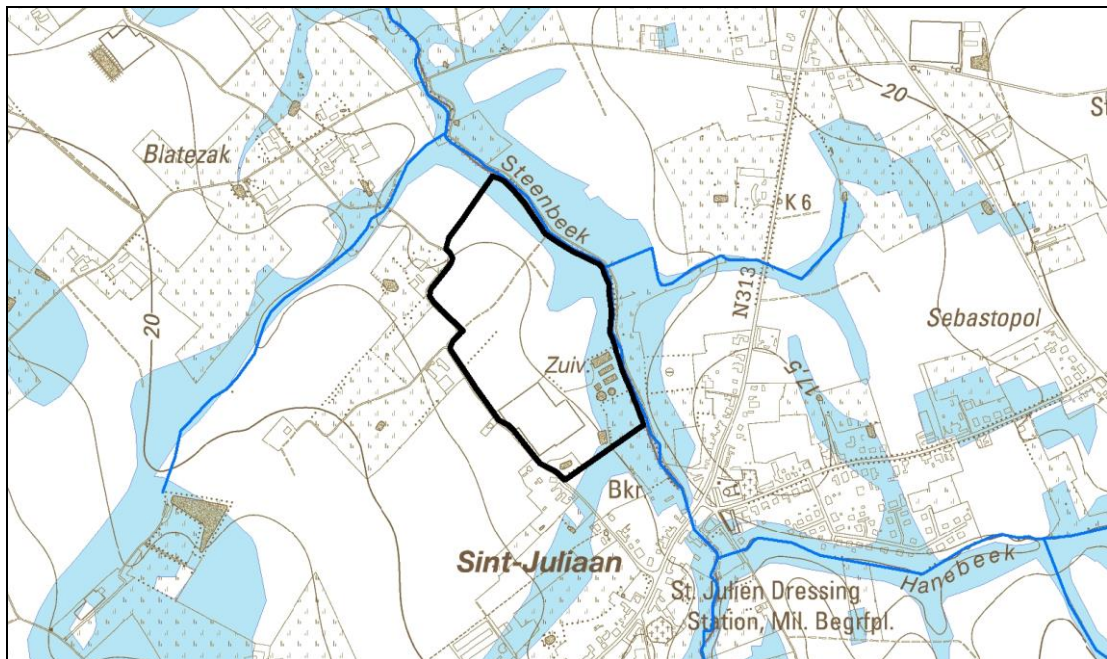 20
St
Blatezak
Steenbeek
K 6
N313
Sebastopol
20
Zuiv.
17,5
Bkr.
Sint-Juliaan
Hanebeek
St. Julien Dressing
Station, Mil. Begrfpl.